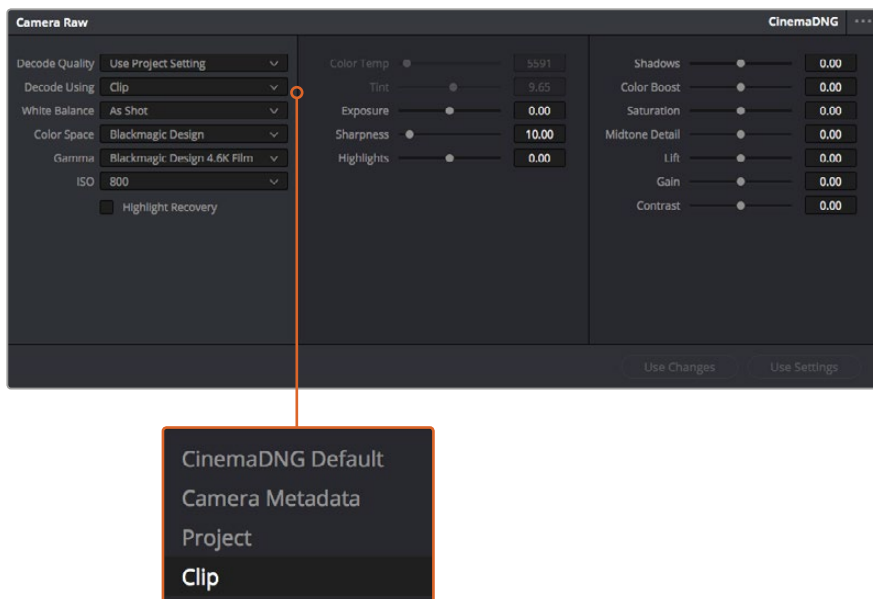 Camera Raw
CinemaDNG
Decode Quality Use Project Setting
Decode Using Clip
White Balance As Shot
Color Space Blackmagic Design
Gamma Blackmagic Design 4.6K Film
ISO 800
Highlight Recovery
Color Temp 5591
Tint 9.65
Exposure 0.00
Sharpness 10.00
Highlights 0.00
Shadows 0.00
Color Boost 0.00
Saturation 0.00
Midtone Detail 0.00
Lift 0.00
Gain 0.00
Contrast 0.00
Use Changes
Use Settings
CinemaDNG Default
Camera Metadata
Project
Clip